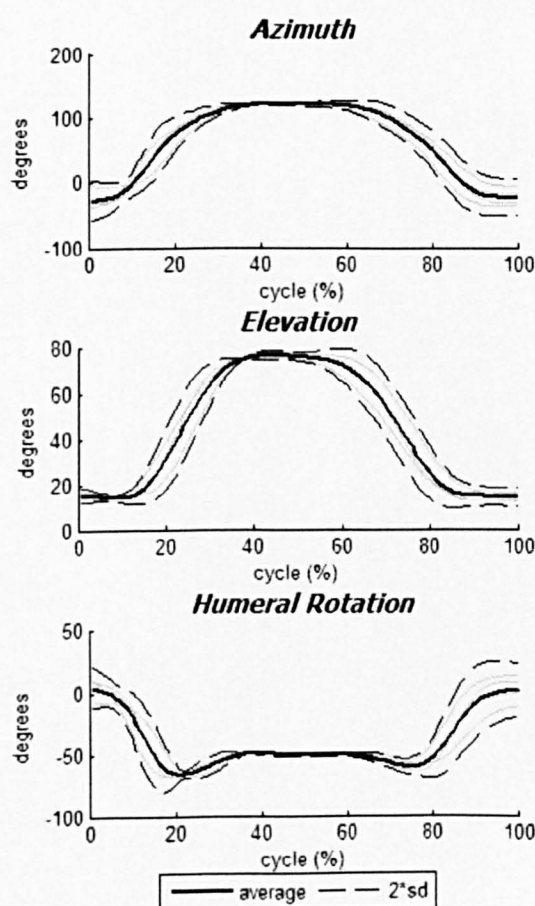 Azimuth
200
100
0
-100
degrees
0 20 40 60 80 100
cycle (%)
Elevation
80
60
40
20
0
degrees
0 20 40 60 80 100
cycle (%)
Humeral Rotation
50
0
-50
-100
degrees
0 20 40 60 80 100
cycle (%)
average 2*sd